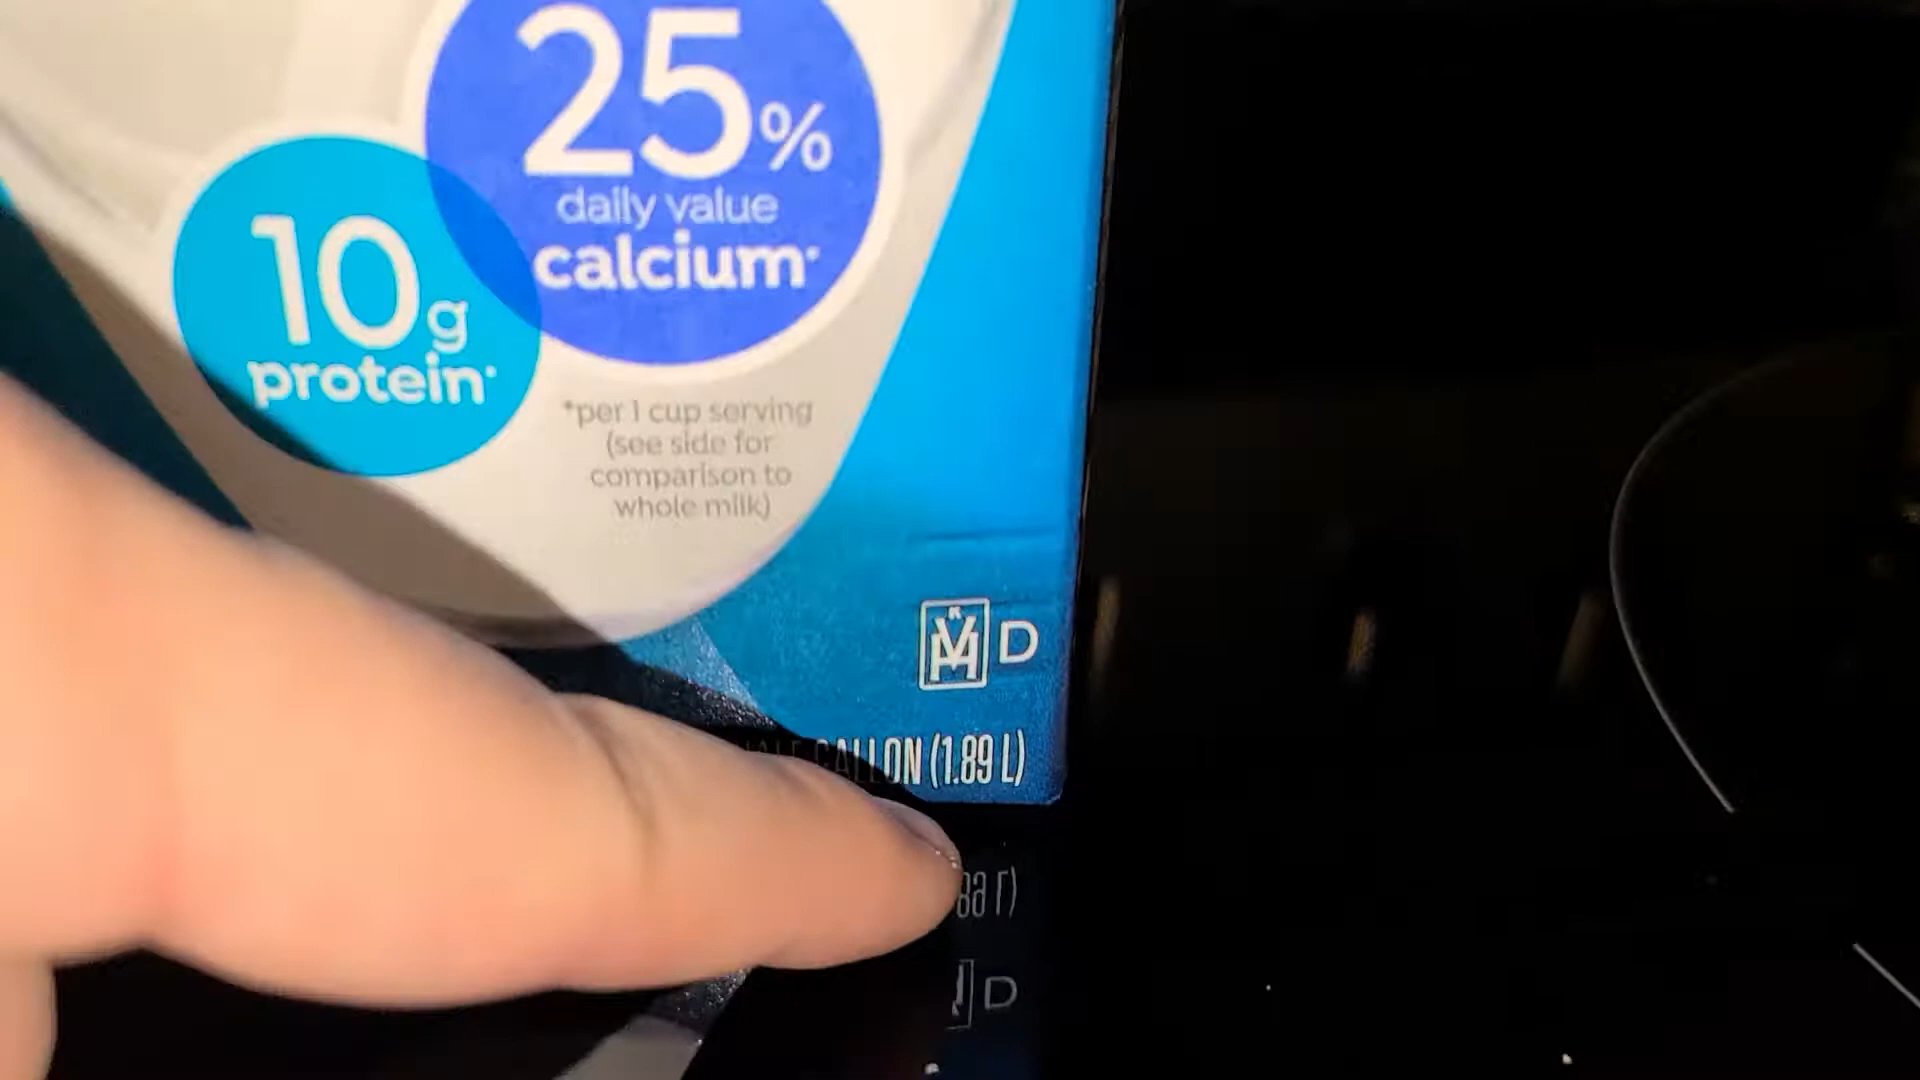 25%
daily value
calcium*
10g
protein*
*per 1 cup serving
(see side for
comparison to
whole milk)
D
GALLON (1.89 L)